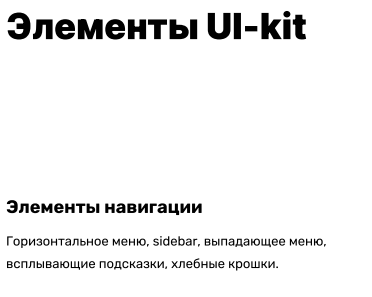 Элементы UI-kit
Элементы навигации
Горизонтальное меню, sidebar, выпадающее меню,
всплывающие подсказки, хлебные крошки.